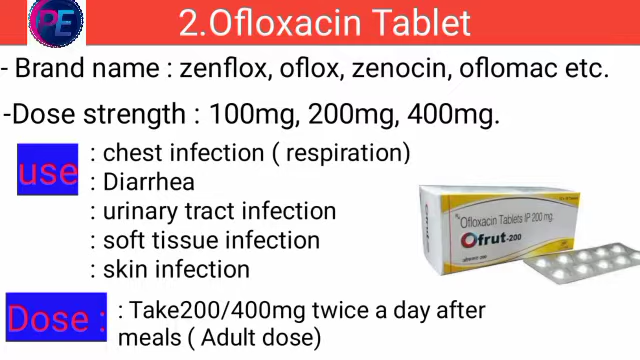 PE
2.Ofloxacin Tablet
- Brand name : zenflox, oflox, zenocin, oflomac etc.
-Dose strength : 100mg, 200mg, 400mg.
use
: chest infection ( respiration)
: Diarrhea
: urinary tract infection
: soft tissue infection
: skin infection
Ofloxacin Tablets IP 200 mg.
Ofrut-200
Dose :
: Take200/400mg twice a day after
meals ( Adult dose)